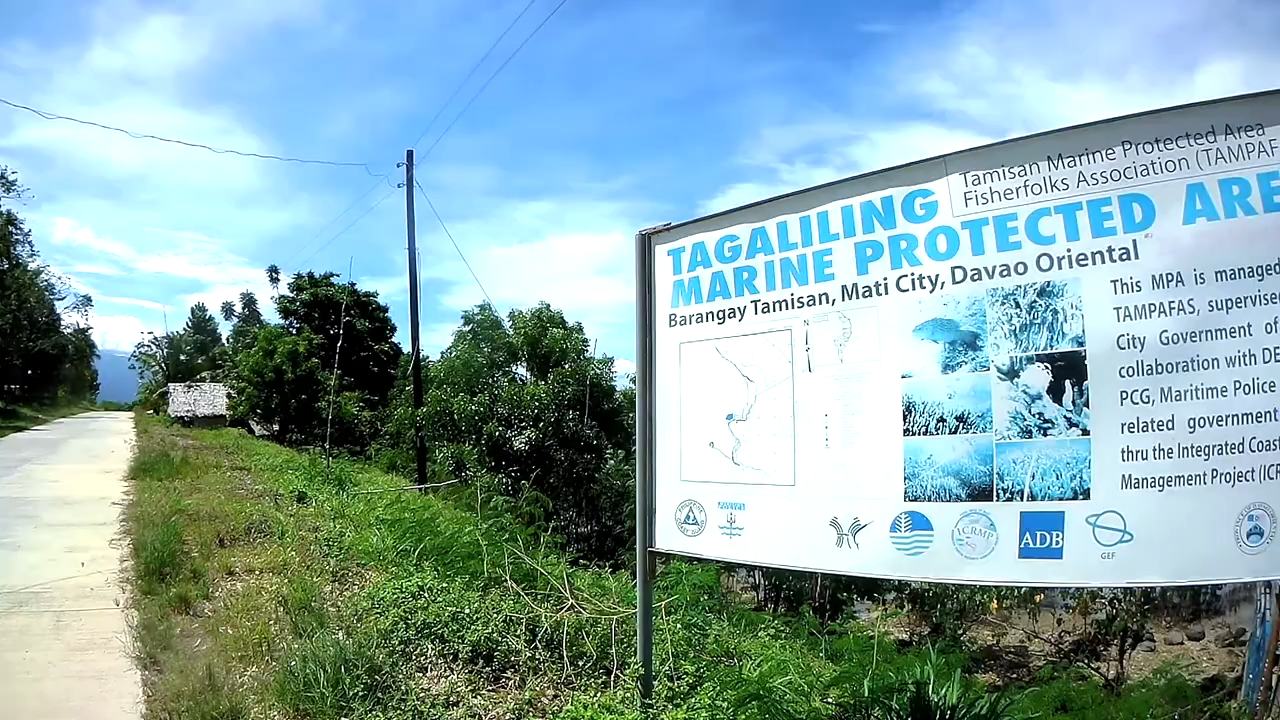 Tamisan Marine Protected Area
Fisherfolks Association (TAMPAF
TAGALILING
MARINE PROTECTED ARE
Barangay Tamisan, Mati City, Davao Oriental
This MPA is managed
TAMPAFAS, supervise
City Government of
collaboration with DE
PCG, Maritime Police
related government
thru the Integrated Coast
Management Project (ICR
ICRMP
ADB
GEF